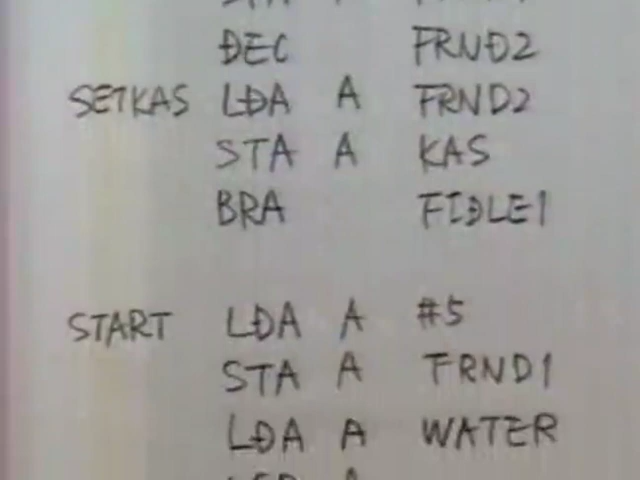 DEC FRND2
SETKAS LDA A FRND2
STA A KAS
BRA FIDLE1
START LDA A #5
STA A FRND1
LDA A WATER